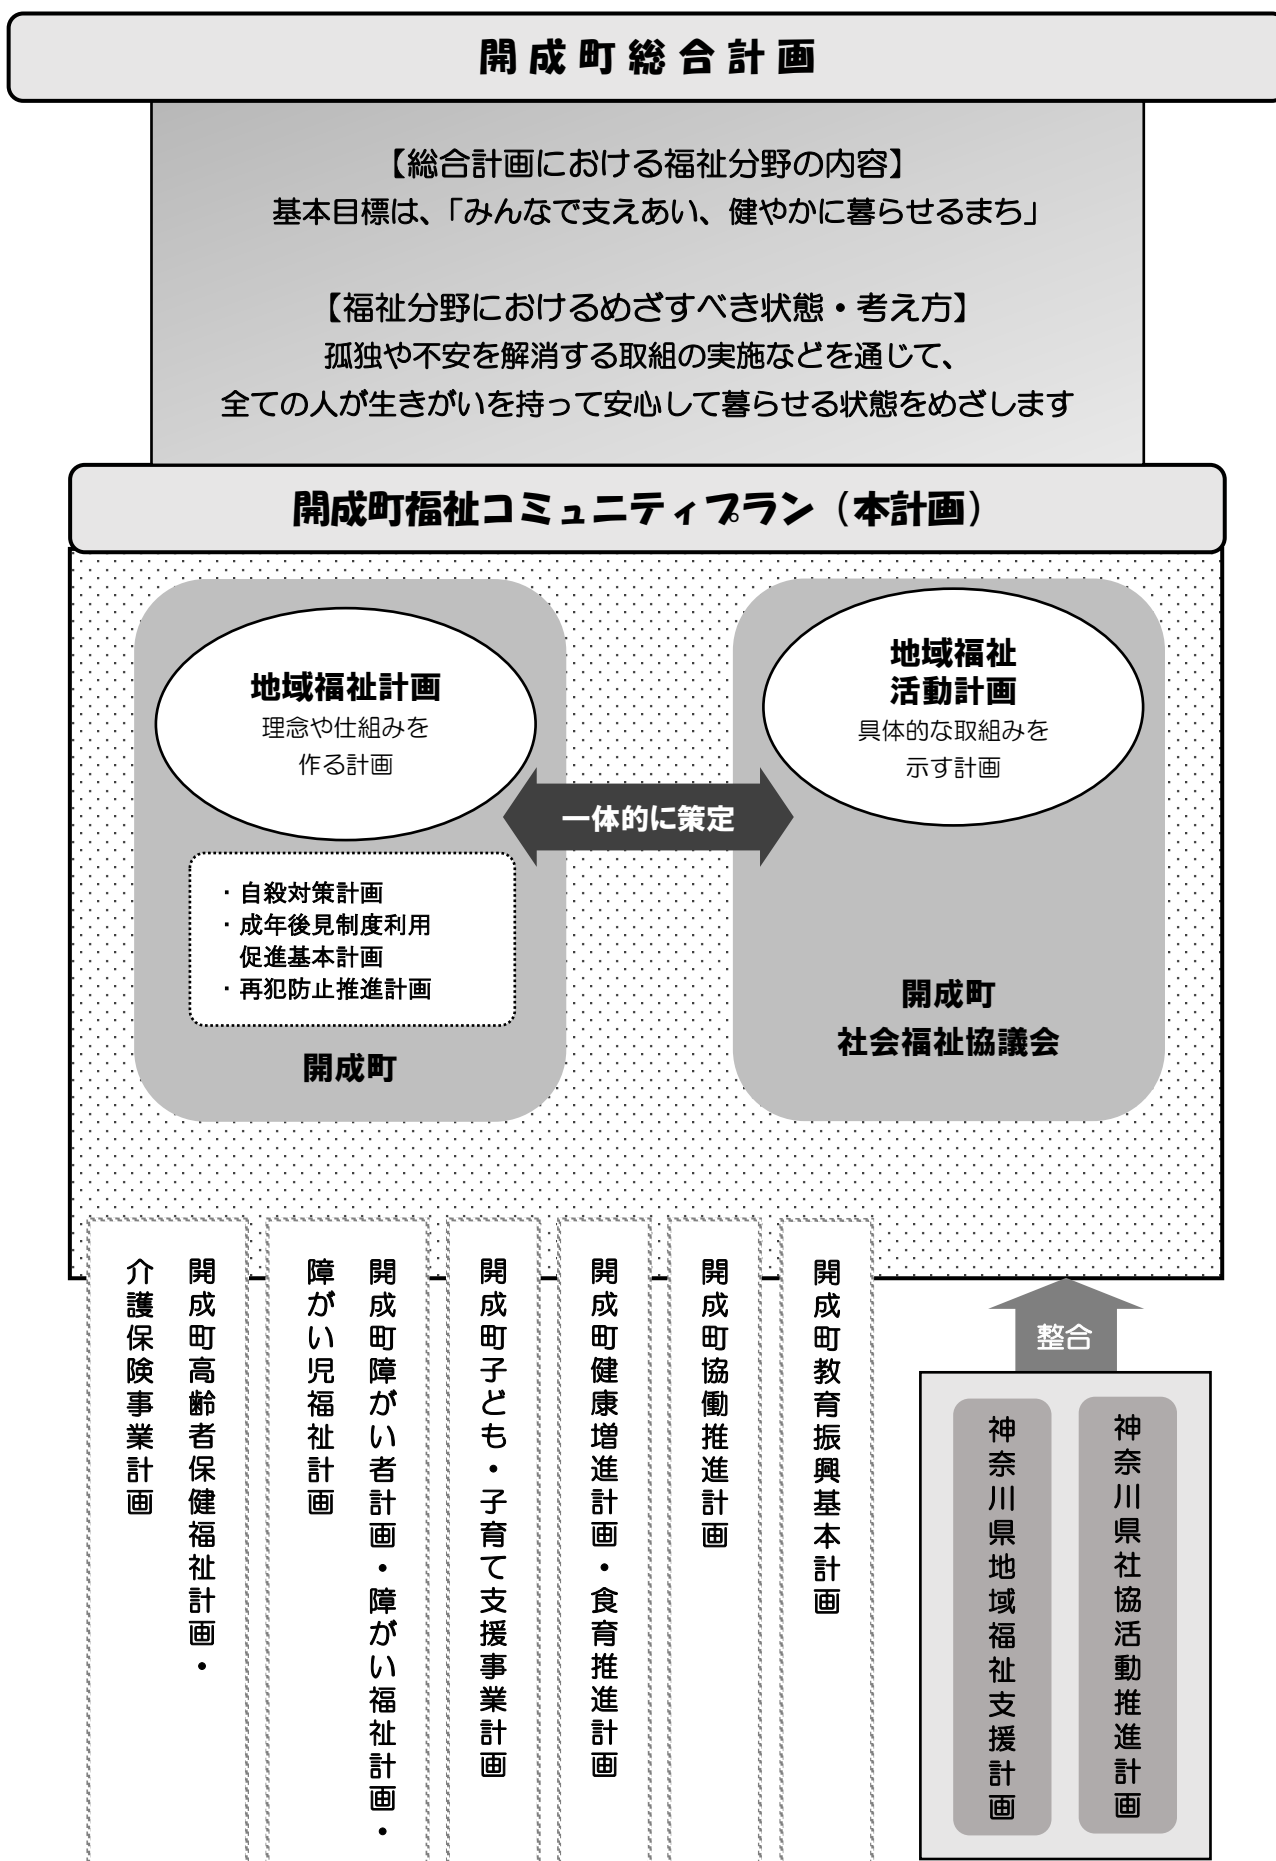 開成町総合計画
【総合計画における福祉分野の内容】
基本目標は、「みんなで支えあい、健やかに暮らせるまち」
【福祉分野におけるめざすべき状態・考え方】
孤独や不安を解消する取組の実施などを通じて、
全ての人が生きがいを持って安心して暮らせる状態をめざします
開成町福祉コミュニティプラン（本計画）
地域福祉計画
理念や仕組みを
作る計画
・自殺対策計画
・成年後見制度利用
促進基本計画
・再犯防止推進計画
開成町
一体的に策定
地域福祉
活動計画
具体的な取組みを
示す計画
開成町
社会福祉協議会
開成町高齢者保健福祉計画・
介護保険事業計画
開成町障がい者計画・障がい福祉計画・
障がい児福祉計画
開成町子ども・子育て支援事業計画
開成町健康増進計画・食育推進計画
開成町協働推進計画
開成町教育振興基本計画
整合
神奈川県社協活動推進計画
神奈川県地域福祉支援計画